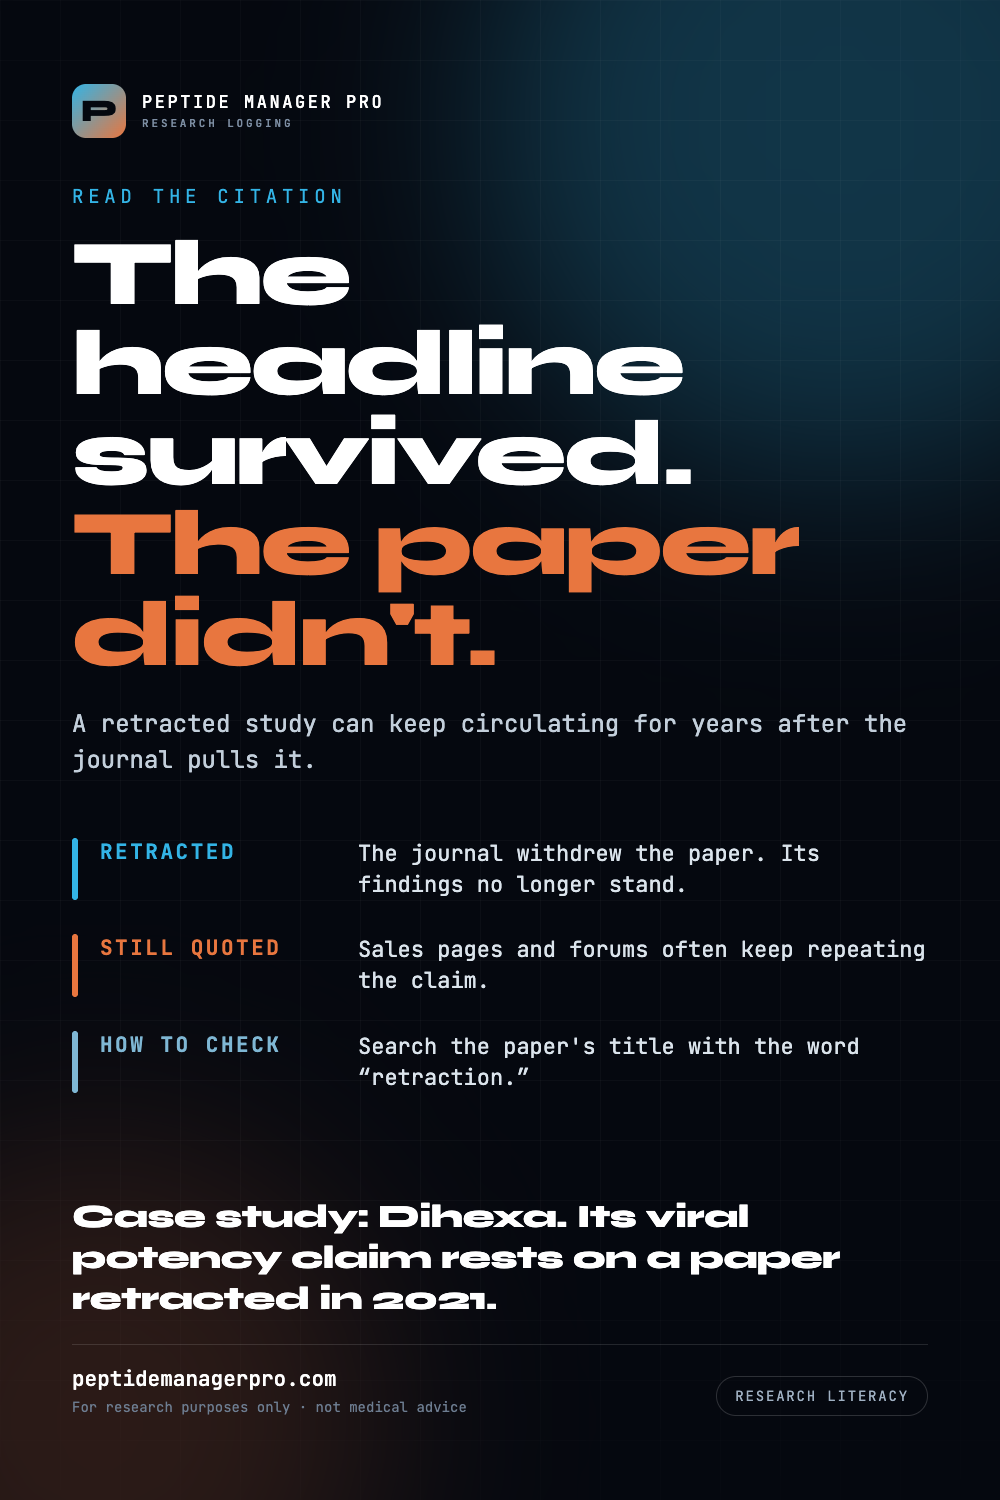 P
PEPTIDE MANAGER PRO
RESEARCH LOGGING
READ THE CITATION
The
headline
survived.
The paper
didn't.
A retracted study can keep circulating for years after the
journal pulls it.
RETRACTED
The journal withdrew the paper. Its
findings no longer stand.
STILL QUOTED
Sales pages and forums often keep repeating
the claim.
HOW TO CHECK
Search the paper's title with the word
“retraction.”
Case study: Dihexa. Its viral
potency claim rests on a paper
retracted in 2021.
peptidemanagerpro.com
For research purposes only · not medical advice
RESEARCH LITERACY